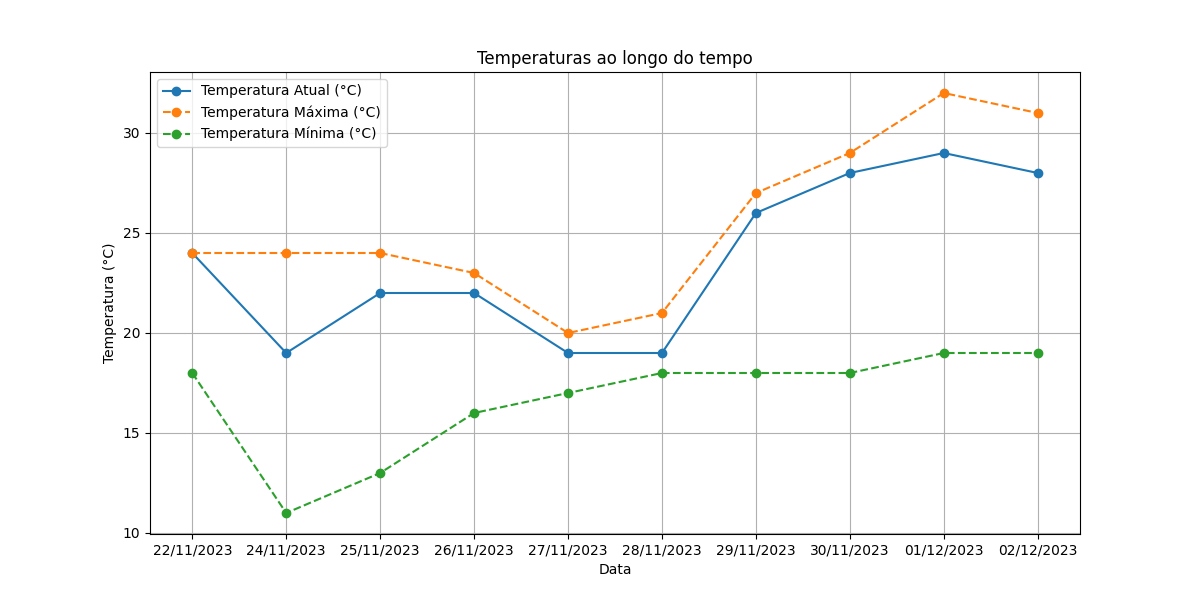 Temperaturas ao longo do tempo
Temperatura Atual (°C)
Temperatura Máxima (°C)
Temperatura Mínima (°C)
Temperatura (°C)
30
25
20
15
10
22/11/2023 24/11/2023 25/11/2023 26/11/2023 27/11/2023 28/11/2023 29/11/2023 30/11/2023 01/12/2023 02/12/2023
Data